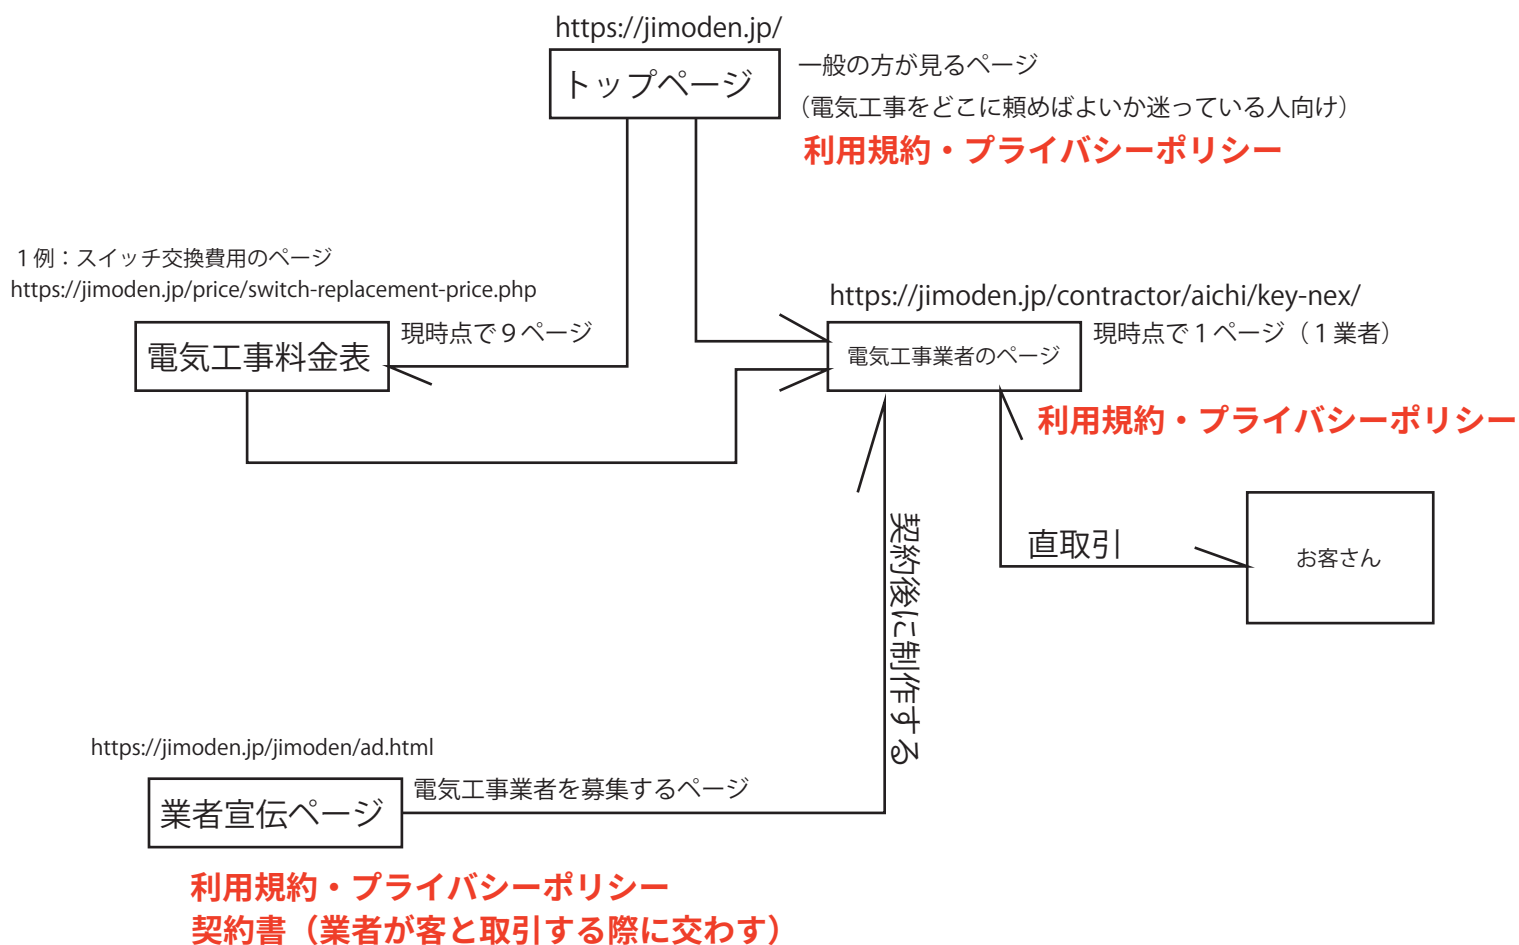 https://jimoden.jp/
トップページ
一般の方が見るページ
（電気工事をどこに頼めばよいか迷っている人向け）
利用規約・プライバシーポリシー
１例：スイッチ交換費用のページ
https://jimoden.jp/price/switch-replacement-price.php
電気工事料金表
現時点で９ページ
https://jimoden.jp/contractor/aichi/key-nex/
電気工事業者のページ
現時点で１ページ（１業者）
利用規約・プライバシーポリシー
直取引
お客さん
契約後に制作する
https://jimoden.jp/jimoden/ad.html
業者宣伝ページ
電気工事業者を募集するページ
利用規約・プライバシーポリシー
契約書（業者が客と取引する際に交わす）